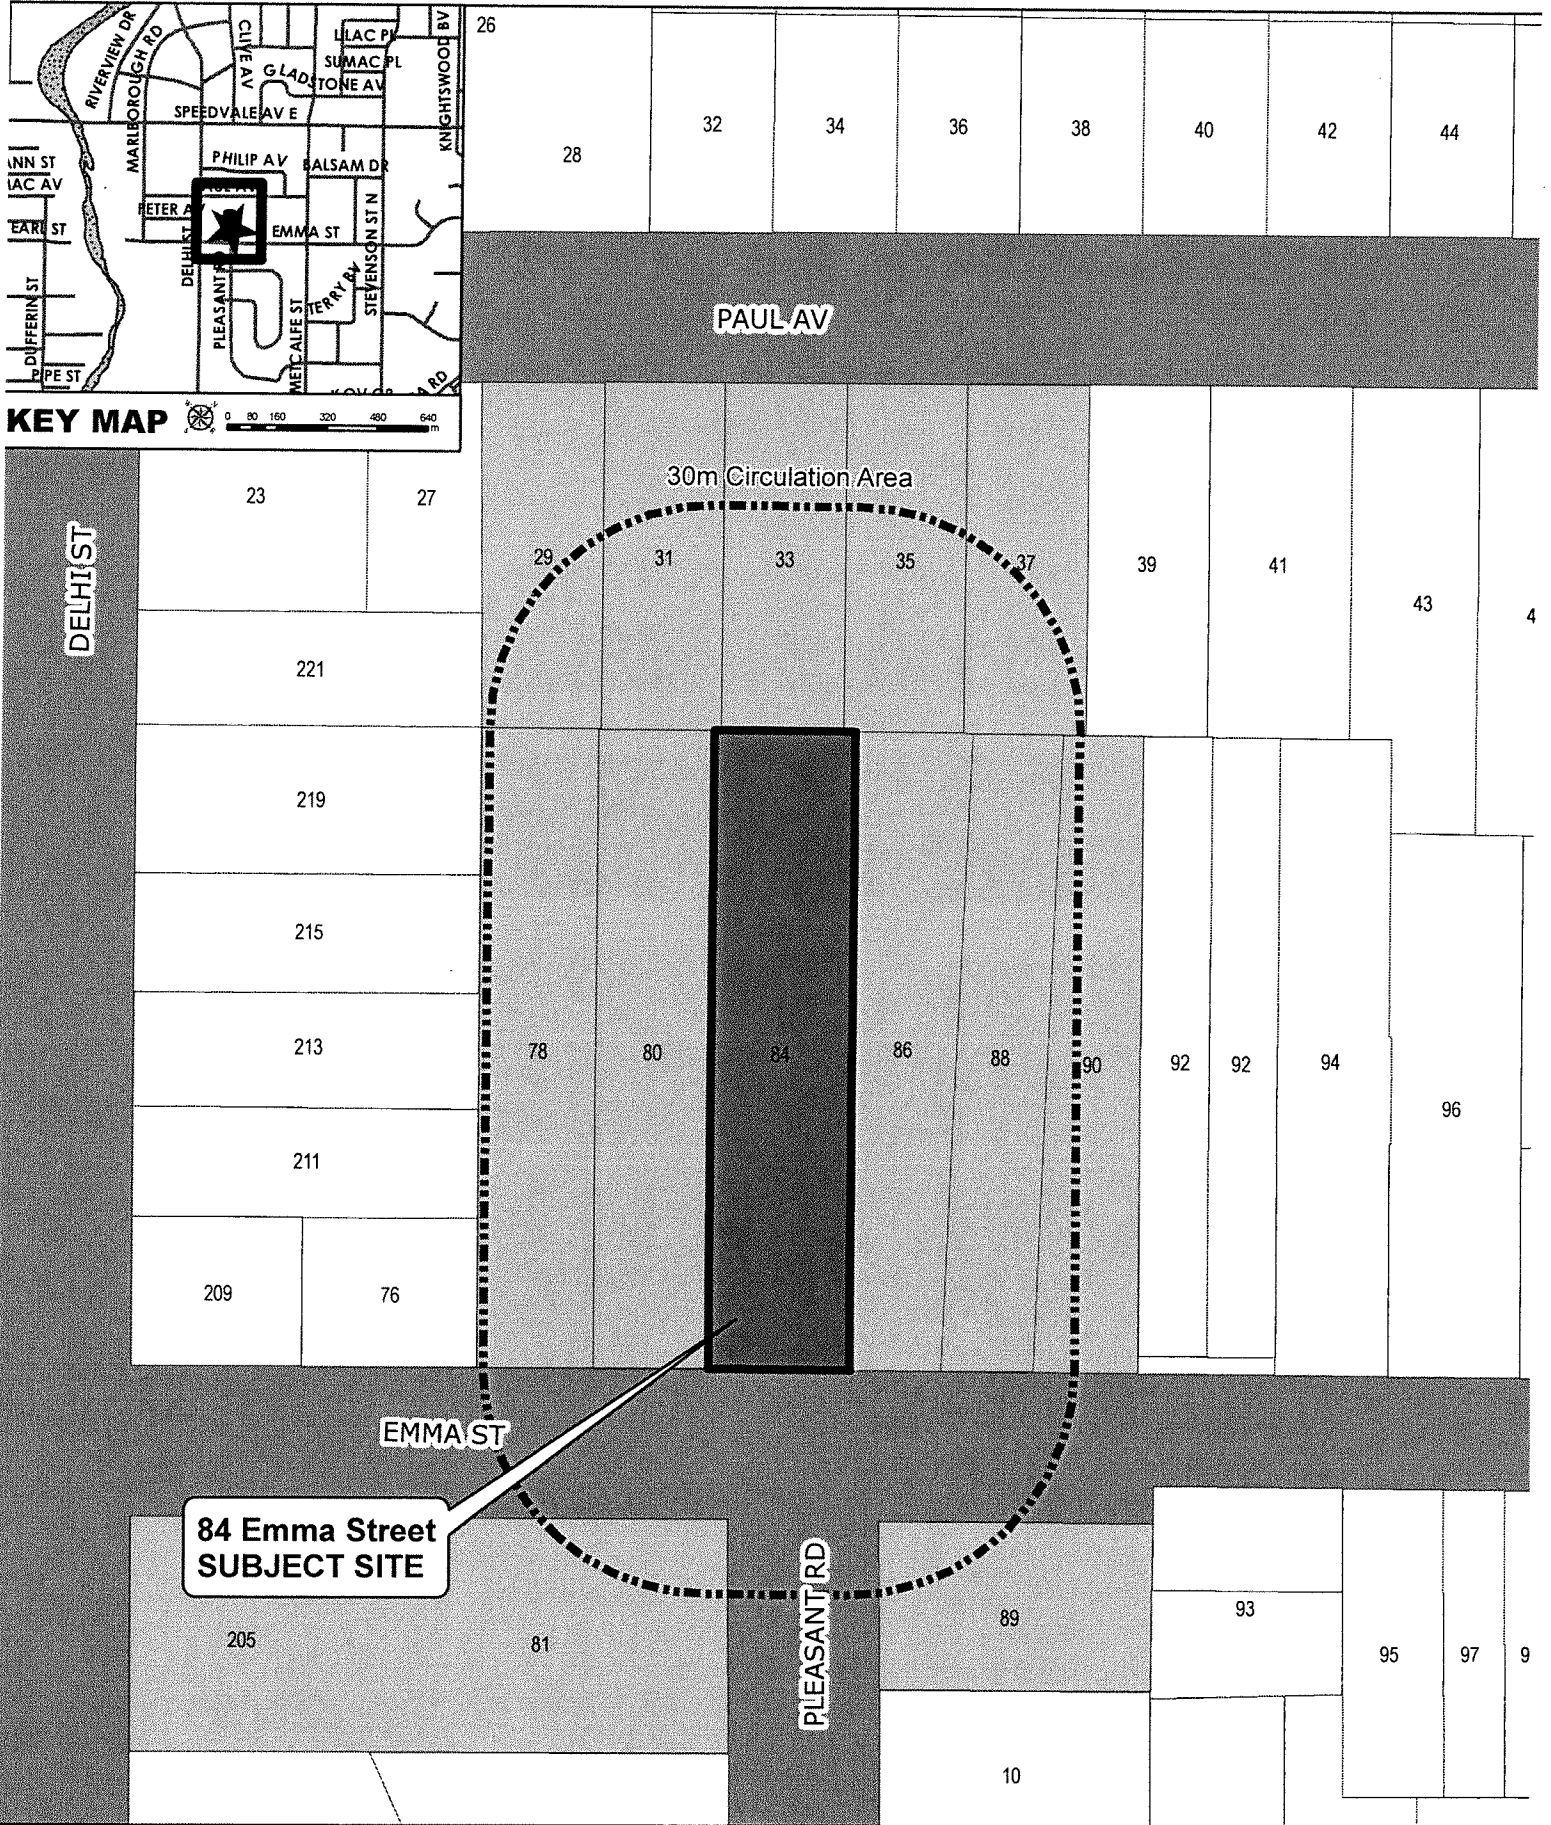 RIVERVIEW DR
MARLBOROUGH RD
CLIVE AV
LILAC PL
SUMAC PL
GLADSTONE AV
KNIGHTSWOOD BV
SPEEDVALE AV E
PHILIP AV
BALSAM DR
ANN ST
MAC AV
PETER AV
EARL ST
EMMA ST
DELHI ST
PLEASANT
STEVENSON ST N
TERRY BV
METCALFE ST
DUFFERIN ST
PIPE ST
RD
KEY MAP
0 80 160 320 480 640
m
26
28
32
34
36
38
40
42
44
PAUL AV
30m Circulation Area
DELHI ST
23
27
29
31
33
35
37
39
41
43
4
221
219
215
213
211
209
76
78
80
84
86
88
90
92
92
94
96
EMMA ST
84 Emma Street
SUBJECT SITE
PLEASANT RD
205
81
89
93
95
97
9
10